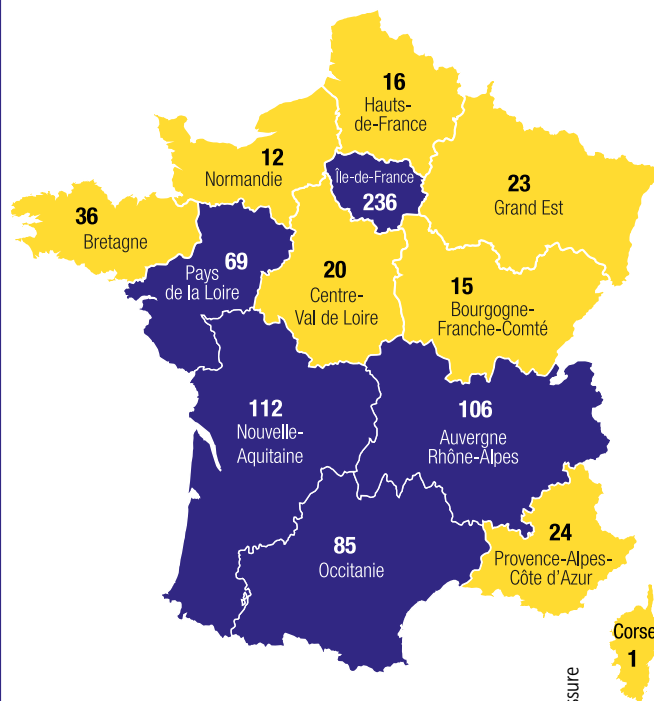 16
Hauts-
de-France
12
Normandie
Île-de-France
236
23
Grand Est
36
Bretagne
69
Pays
de la Loire
20
Centre-
Val de Loire
15
Bourgogne-
Franche-Comté
112
Nouvelle-
Aquitaine
106
Auvergne
Rhône-Alpes
85
Occitanie
24
Provence-Alpes-
Côte d'Azur
Corse
1
ssure